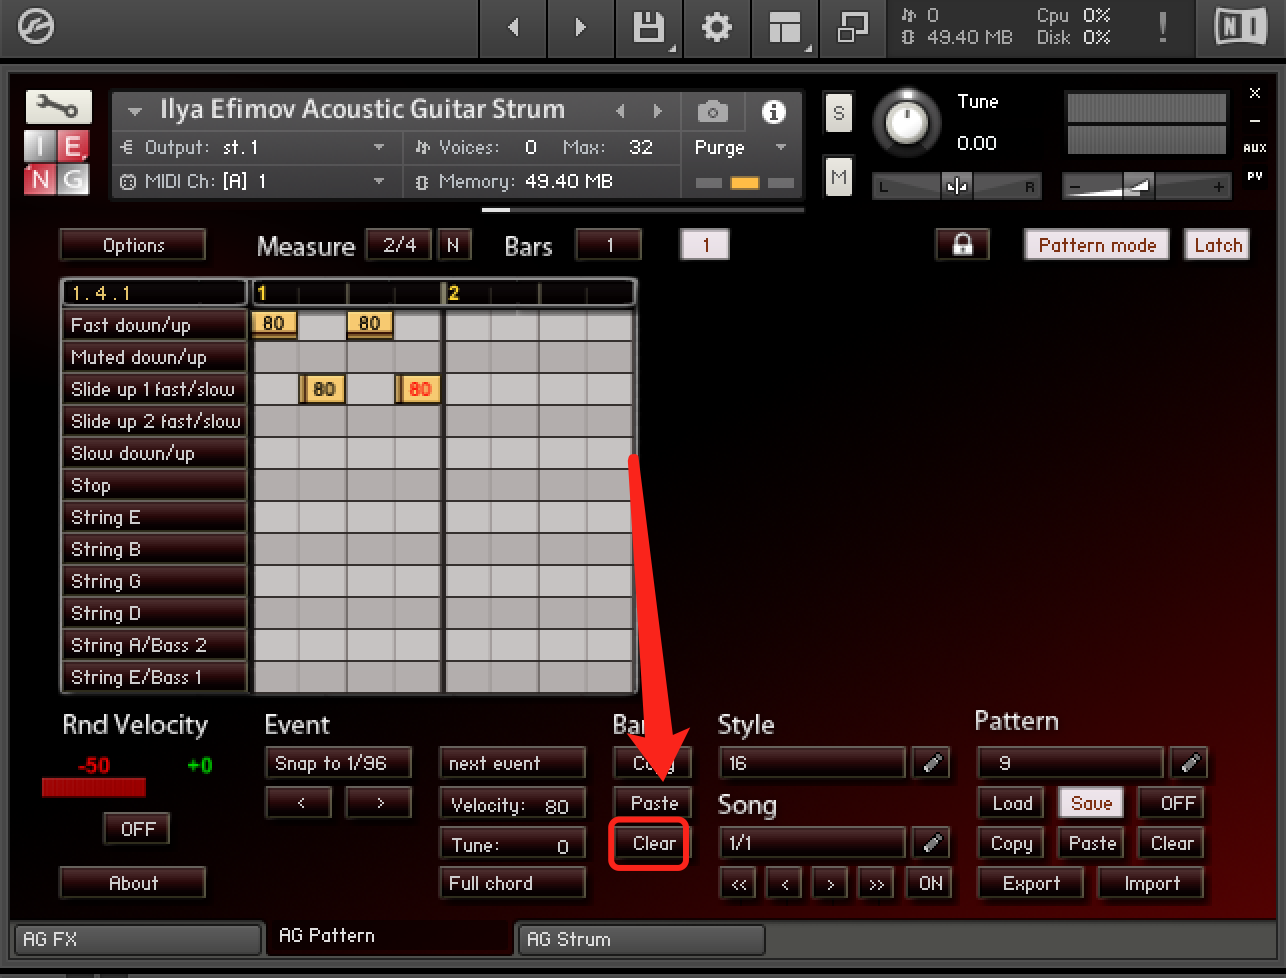 0 Cpu 0%
49.40 MB Disk 0% !
NI
Ilya Efimov Acoustic Guitar Strum i
Output: st.1 Voices: 0 Max: 32 Purge
MIDI Ch: [A] 1 Memory: 49.40 MB
I E
N G
S
M
Tune
0.00
L R
- +
×
-
AUX
PV
Options Measure 2/4 N Bars 1 1 Pattern mode Latch
1.4.1 1 2
Fast down/up 80 80
Muted down/up
Slide up 1 fast/slow 80 80
Slide up 2 fast/slow
Slow down/up
Stop
String E
String B
String G
String D
String A/Bass 2
String E/Bass 1
Rnd Velocity
-50 +0
OFF
About
Event
Snap to 1/96 next event
< > Velocity: 80
Tune: 0
Full chord
Paste
Clear
Style
16
Song
1/1
<< < > >> ON
Pattern
9
Load Save OFF
Copy Paste Clear
Export Import
AG FX AG Pattern AG Strum